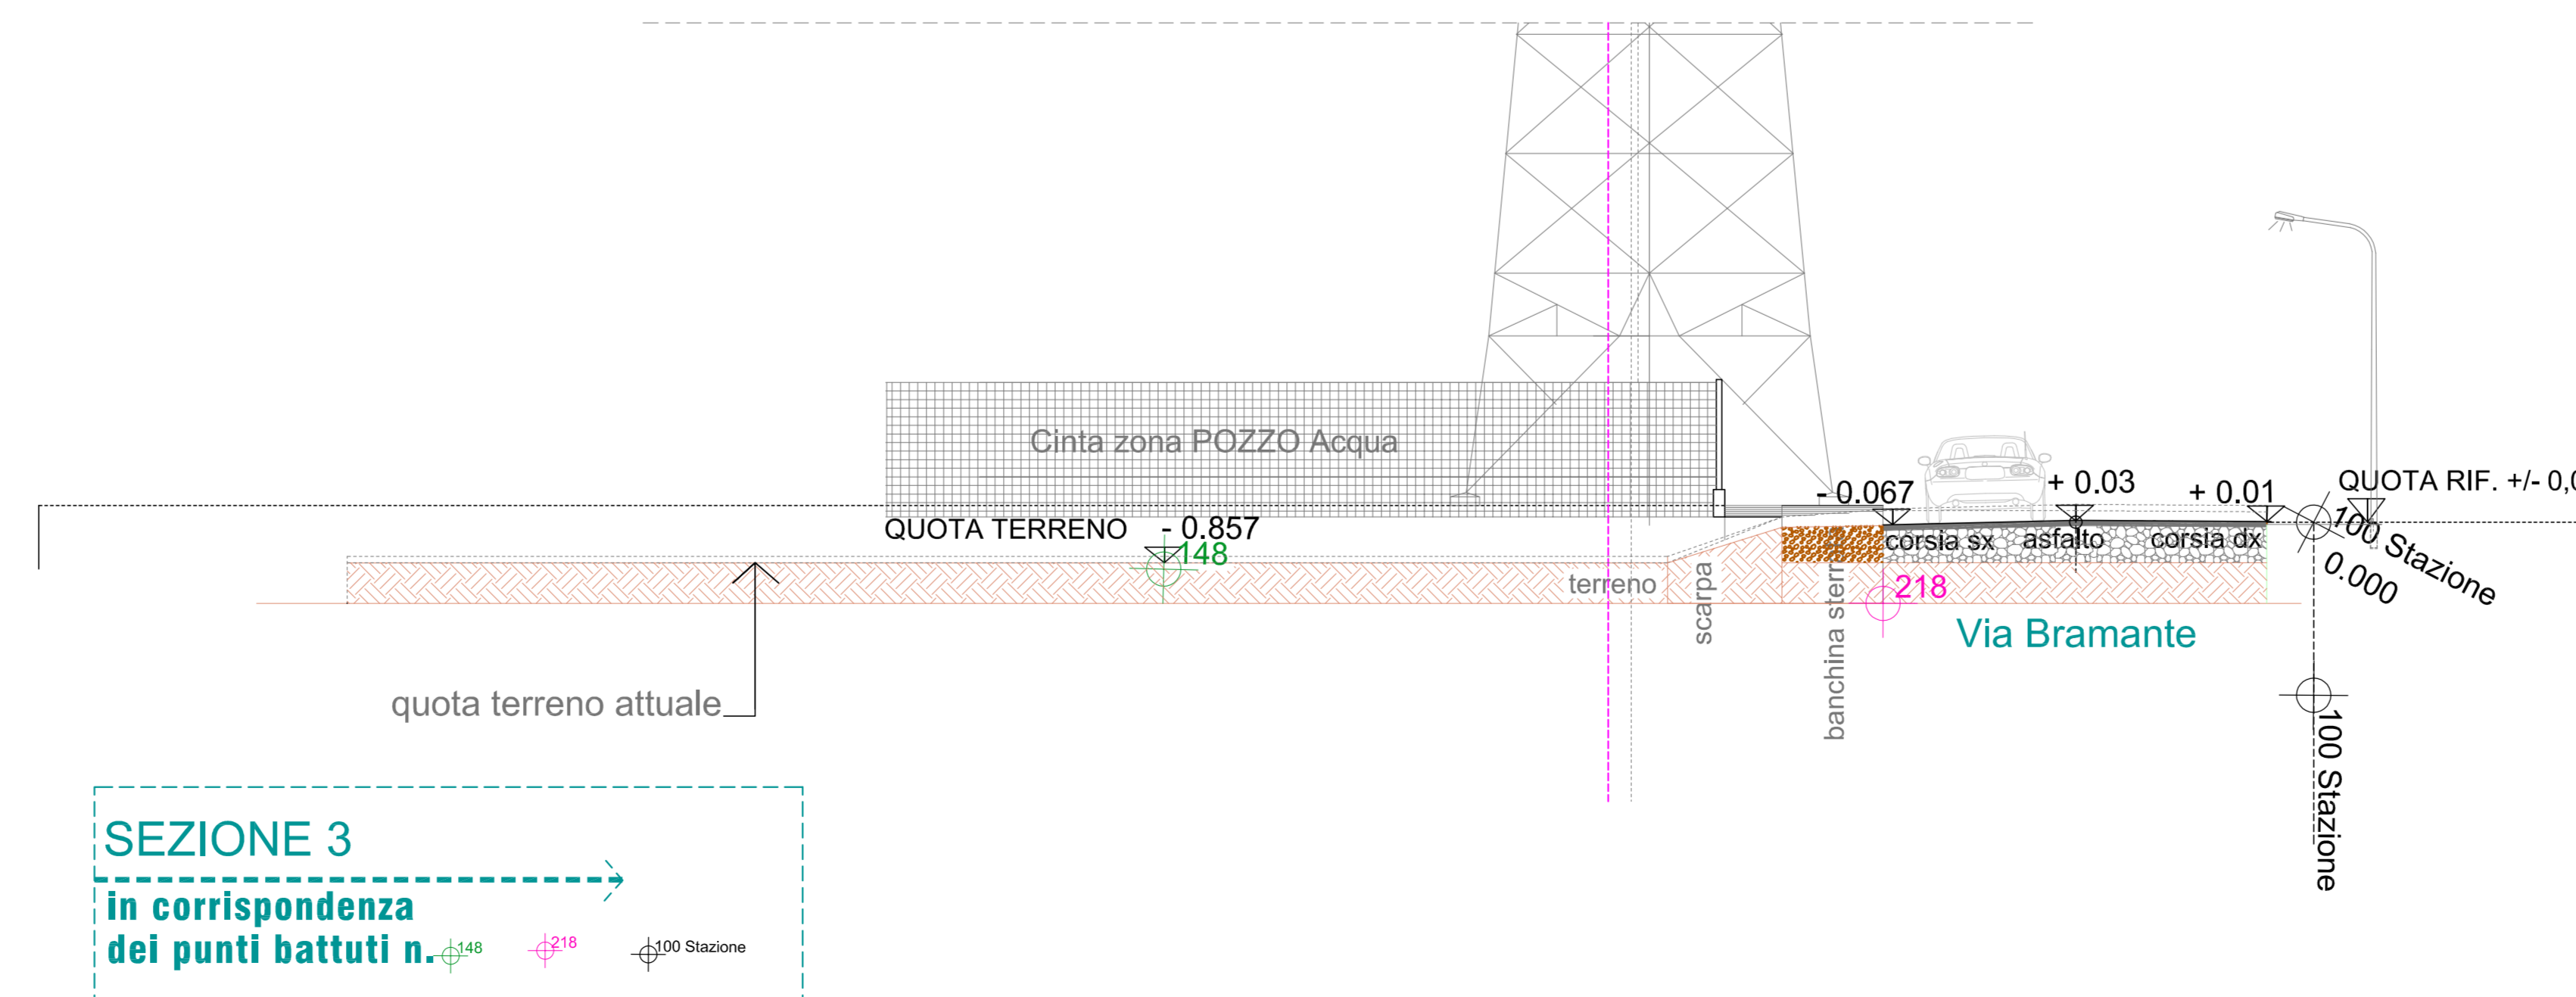 Cinta zona POZZO Acqua
QUOTA TERRENO - 0.857
148
- 0.067
+ 0.03
+ 0.01
QUOTA RIF. +/- 0,0
100 Stazione
0.000
corsia sx
asfalto
corsia dx
terreno
scarpa
218
Via Bramante
quota terreno attuale
100 Stazione
SEZIONE 3
in corrispondenza
dei punti battuti n. 148 218 100 Stazione
banchina